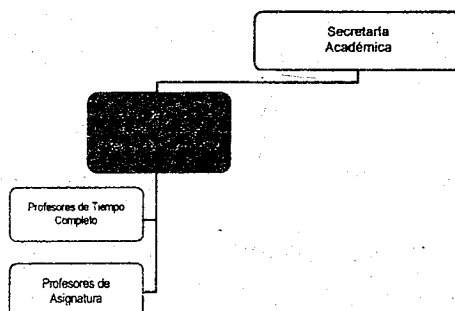 Secretaría
Académica
Profesores de Tiempo
Completo
Profesores de
Asignatura